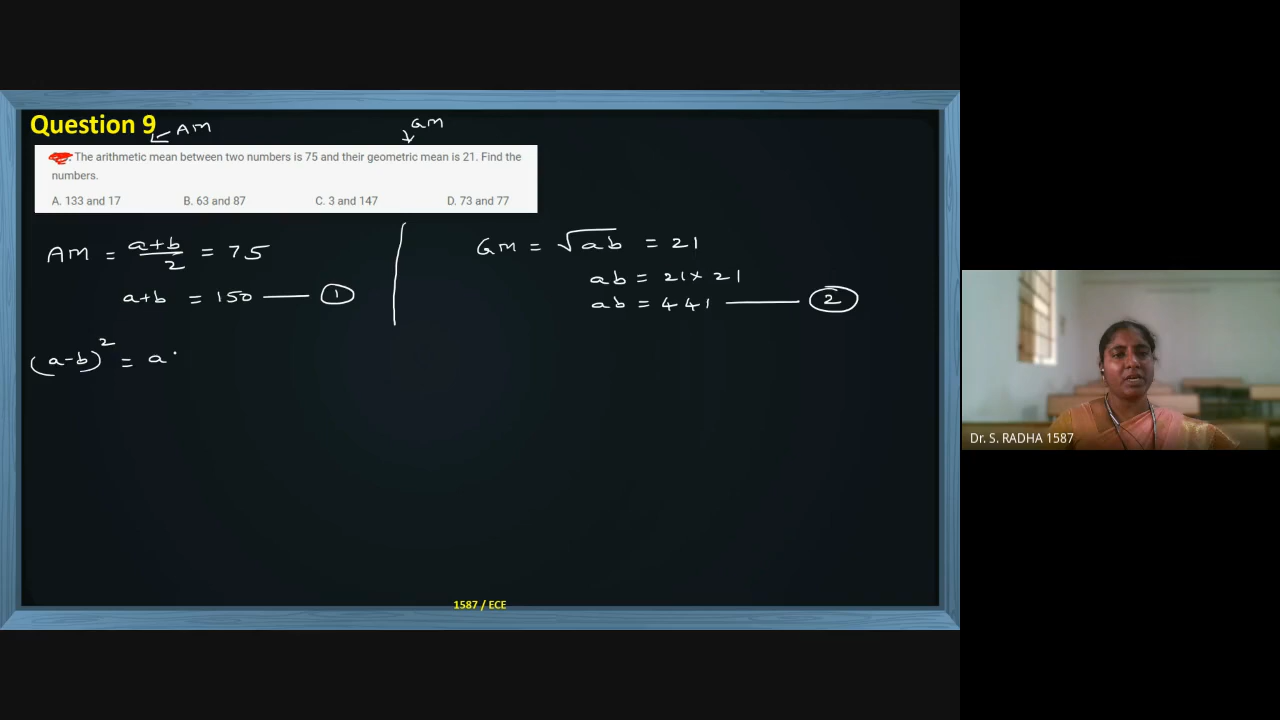 Question 9
AM
GM
The arithmetic mean between two numbers is 75 and their geometric mean is 21. Find the
numbers.
A. 133 and 17 B. 63 and 87 C. 3 and 147 D. 73 and 77
AM = a+b/2 = 75
a+b = 150 —— 1
GM = √ab = 21
ab = 21 × 21
ab = 441 —— 2
(a-b)² = a
Dr. S. RADHA 1587
1587 / ECE